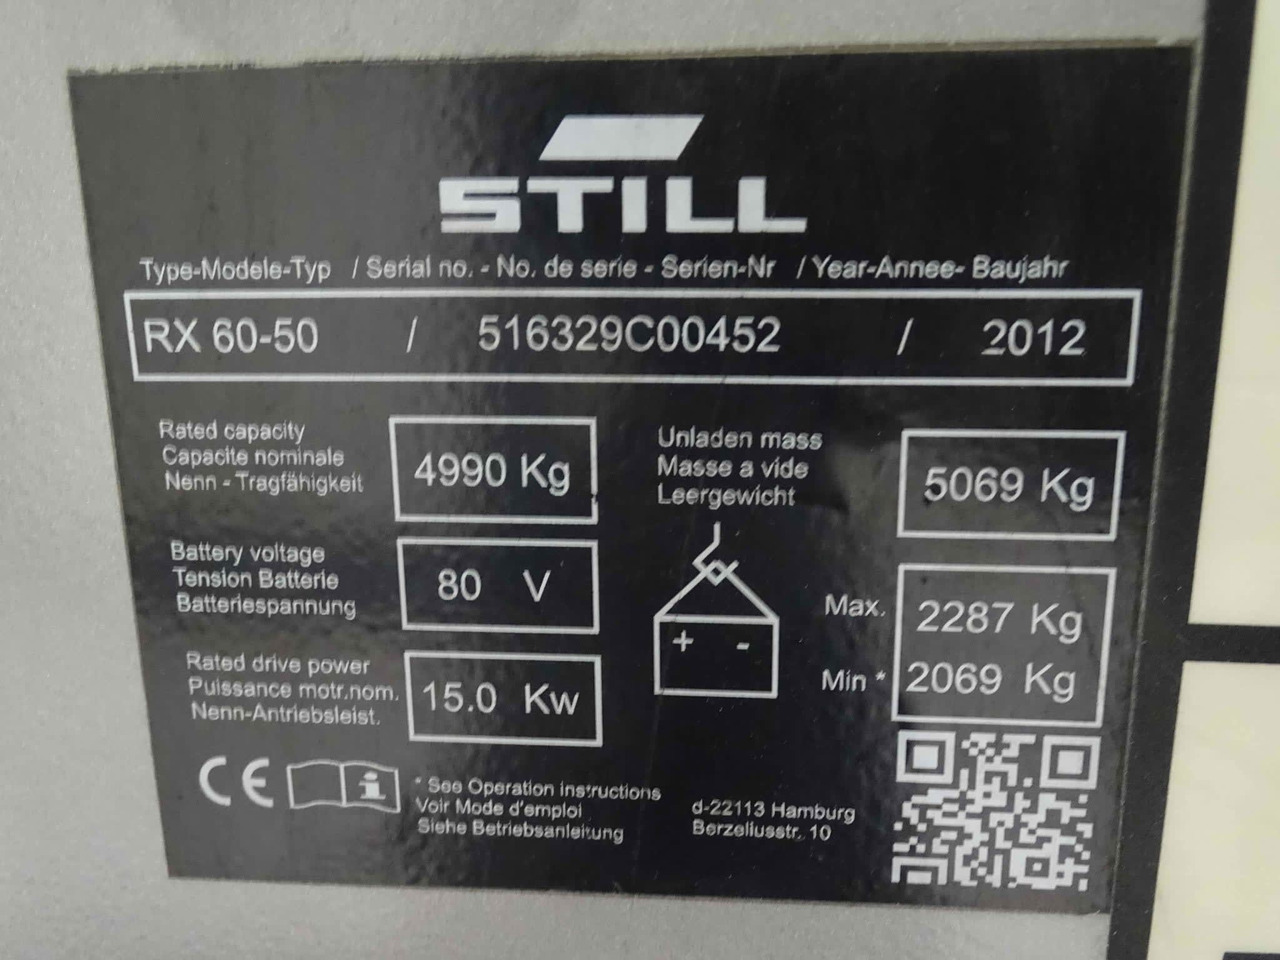 STILL
Type-Modele-Typ / Serial no. - No. de serie - Serien-Nr / Year-Annee- Baujahr
RX 60-50 / 516329C00452 / 2012
Rated capacity
Capacite nominale
Nenn - Tragfähigkeit
4990 Kg
Unladen mass
Masse a vide
Leergewicht
5069 Kg
Battery voltage
Tension Batterie
Batteriespannung
80 V
+ -
Max. 2287 Kg
Min * 2069 Kg
Rated drive power
Puissance motr.nom.
Nenn-Antriebsleist.
15.0 Kw
CE
i
* See Operation instructions
Voir Mode d'emploi
Siehe Betriebsanleitung
d-22113 Hamburg
Berzeliusstr. 10